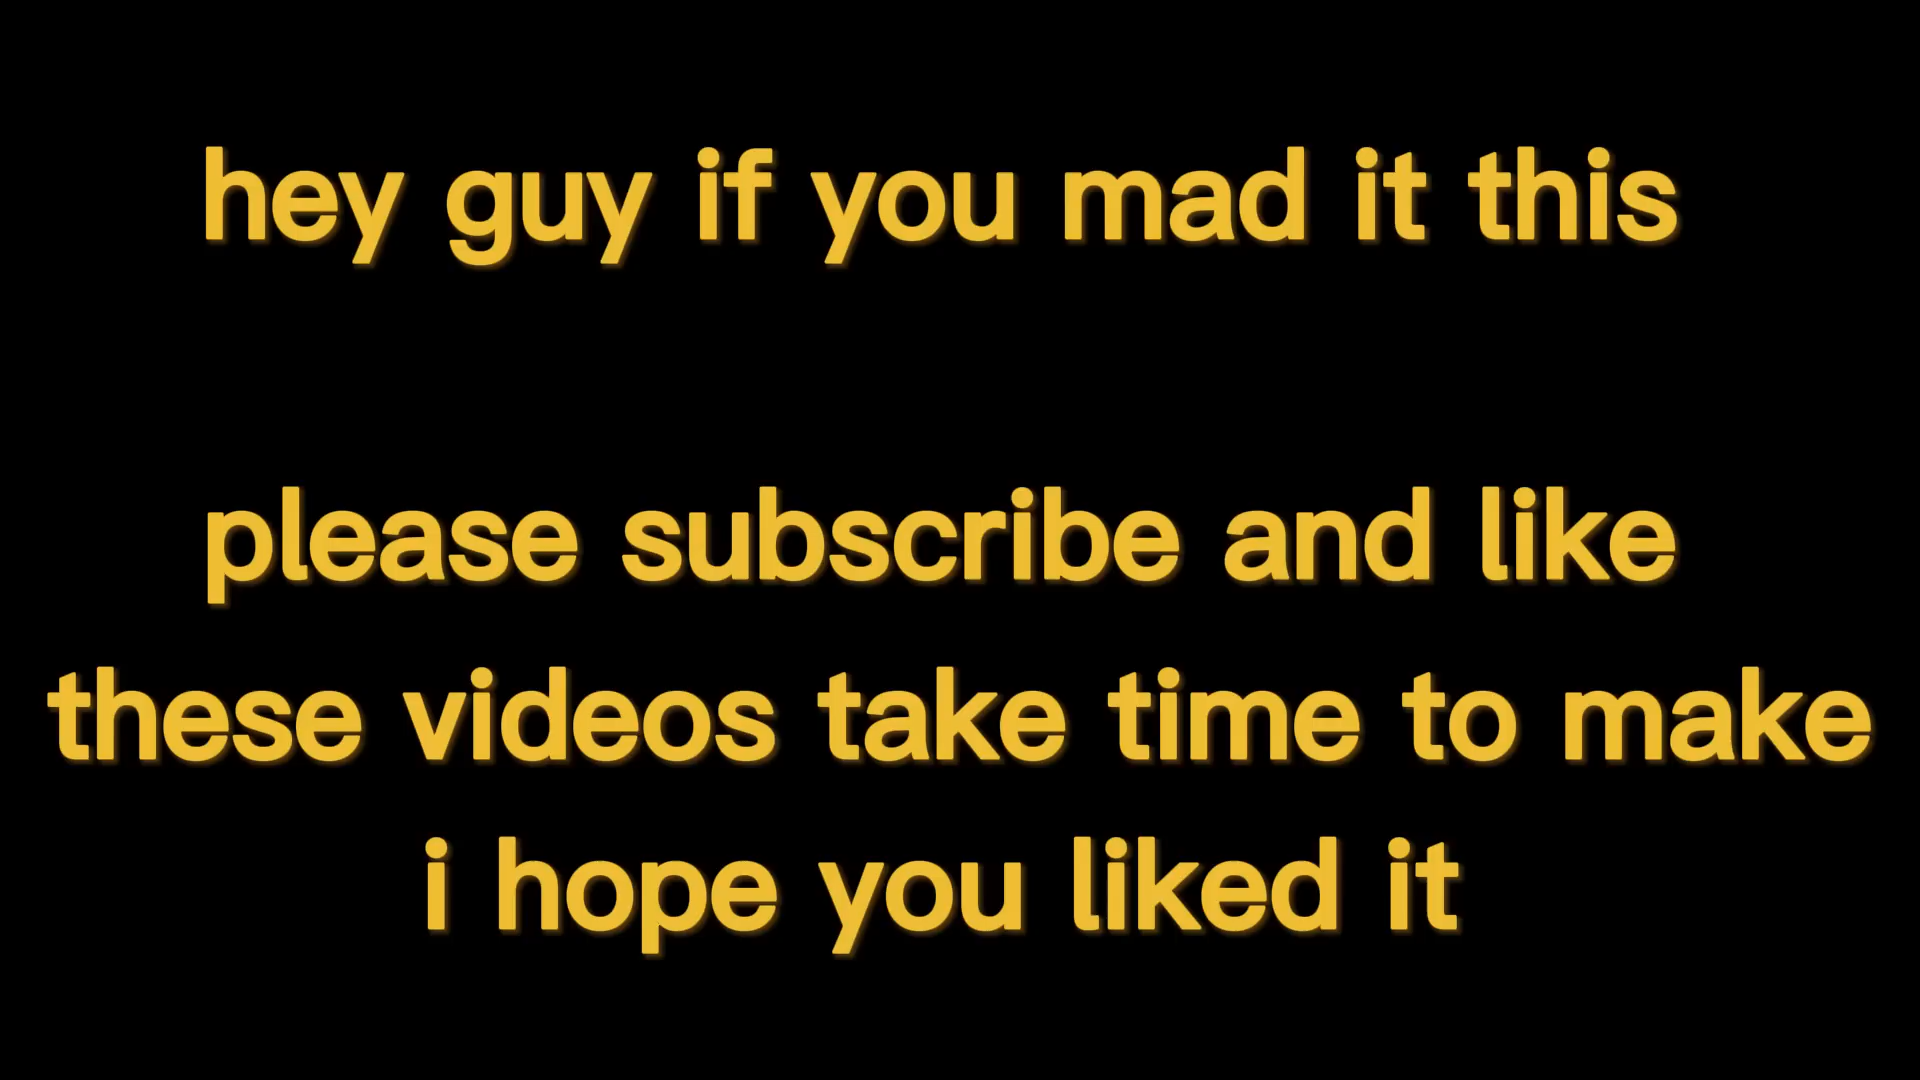 hey guy if you mad it this
please subscribe and like
these videos take time to make
i hope you liked it